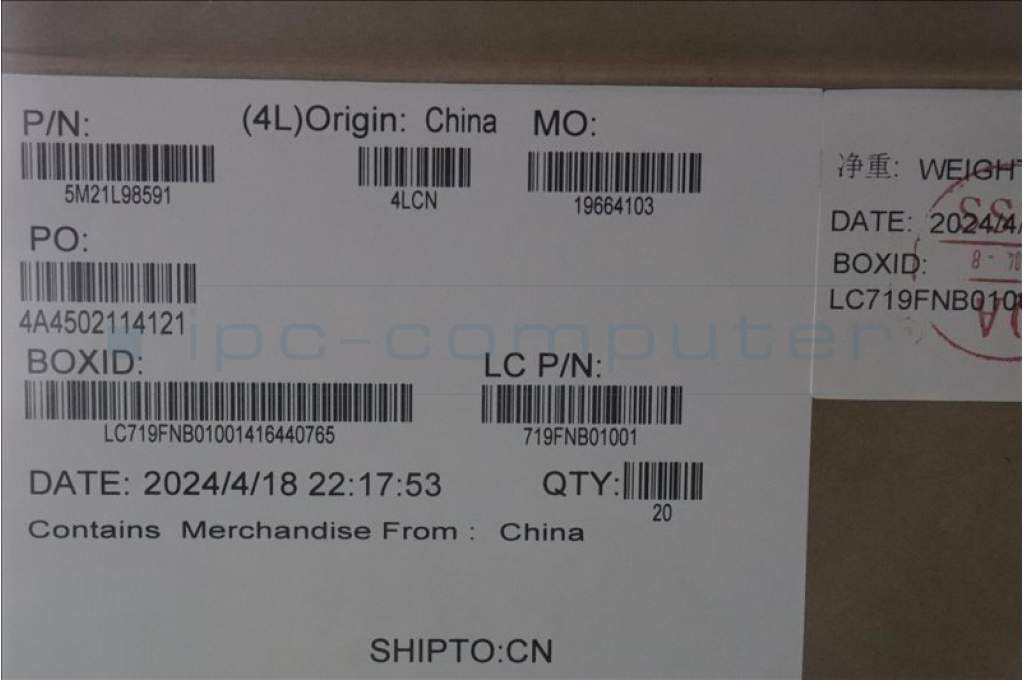 P/N: (4L)Origin: China MO:
5M21L98591 4LCN 19664103
PO:
4A4502114121
BOXID: LC P/N:
LC719FNB01001416440765 719FNB01001
DATE: 2024/4/18 22:17:53 QTY:
20
Contains Merchandise From : China
SHIPTO:CN
净重: WEIGHT
DATE: 2024/4/
BOXID:
LC719FNB010
ipc-computer